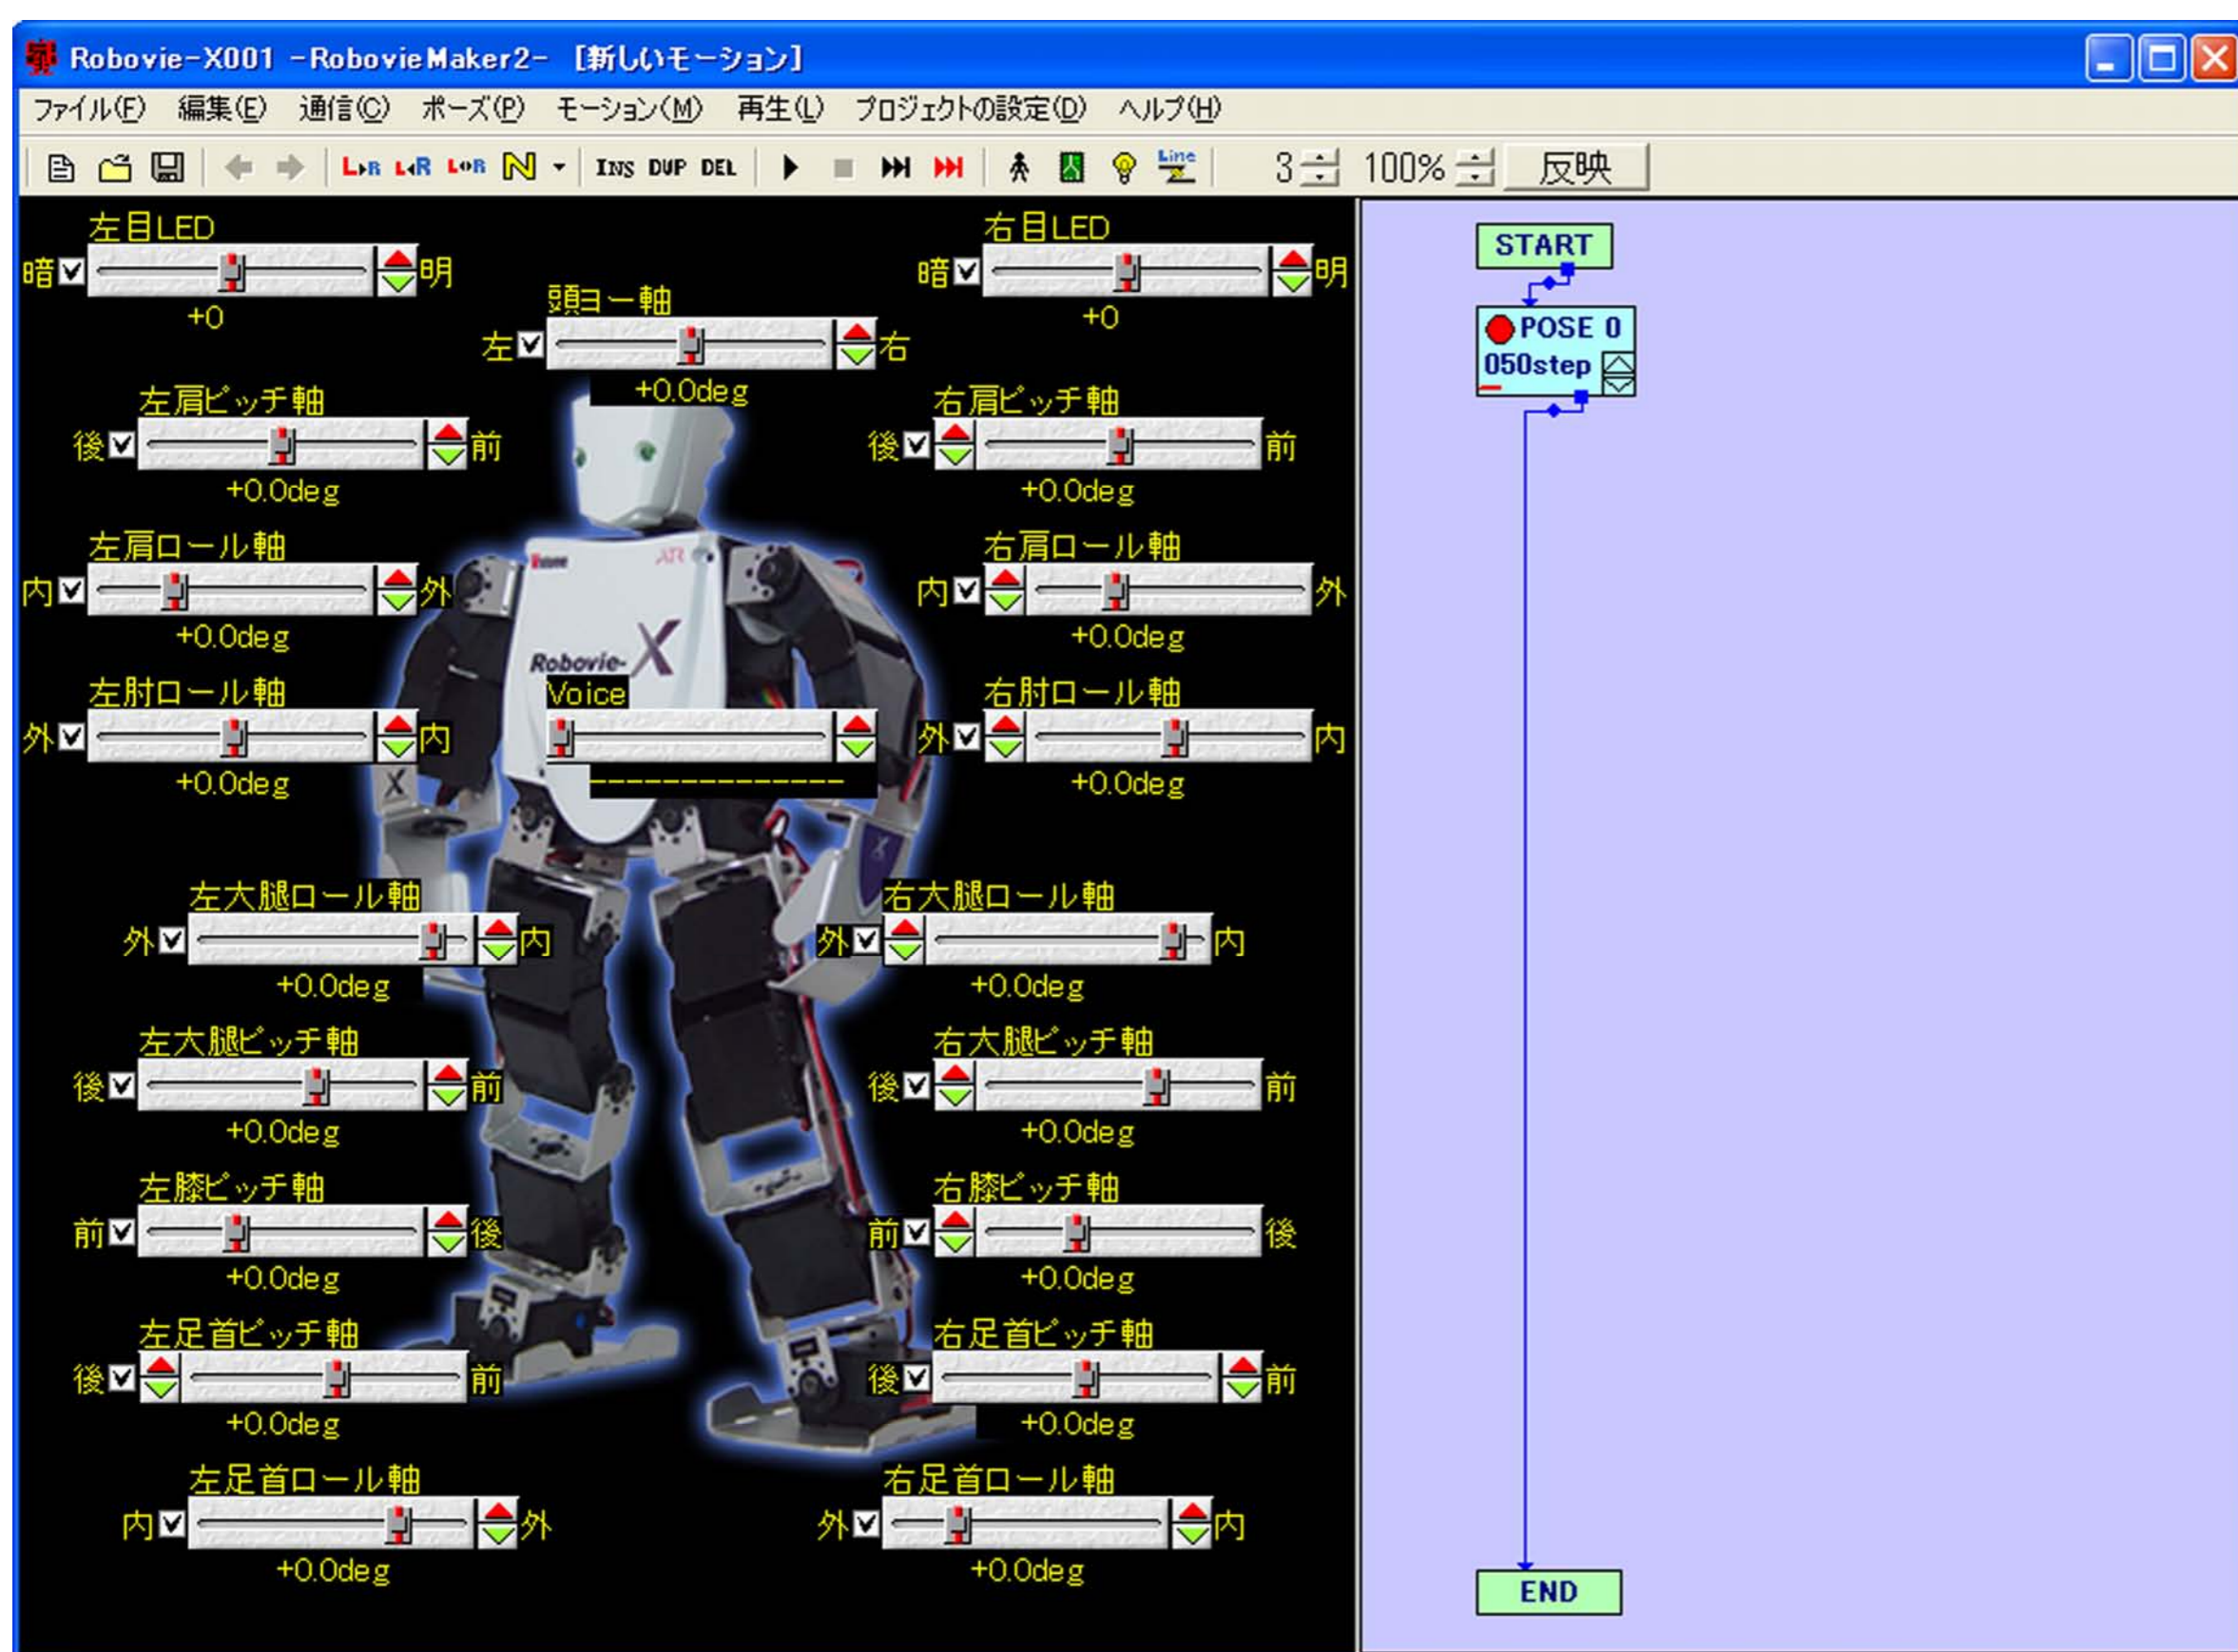 Robovie-X001 -RobovieMaker2- [新しいモーション]
ファイル(F) 編集(E) 通信(C) ポーズ(P) モーション(M) 再生(L) プロジェクトの設定(D) ヘルプ(H)
L▸R L◂R L◂▸R N INS DUP DEL Line 3 100% 反映
左目LED
暗 明
+0
右目LED
暗 明
+0
頭ヨー軸
左 右
+0.0deg
左肩ピッチ軸
後 前
+0.0deg
右肩ピッチ軸
後 前
+0.0deg
左肩ロール軸
内 外
+0.0deg
右肩ロール軸
内 外
+0.0deg
ATR
Robovie-X
左肘ロール軸
外 内
+0.0deg
Voice
--------------
右肘ロール軸
外 内
+0.0deg
X
X
左大腿ロール軸
外 内
+0.0deg
右大腿ロール軸
外 内
+0.0deg
左大腿ピッチ軸
後 前
+0.0deg
右大腿ピッチ軸
後 前
+0.0deg
左膝ピッチ軸
前 後
+0.0deg
右膝ピッチ軸
前 後
+0.0deg
左足首ピッチ軸
後 前
+0.0deg
右足首ピッチ軸
後 前
+0.0deg
左足首ロール軸
内 外
+0.0deg
右足首ロール軸
外 内
+0.0deg
START
POSE 0
050step
END